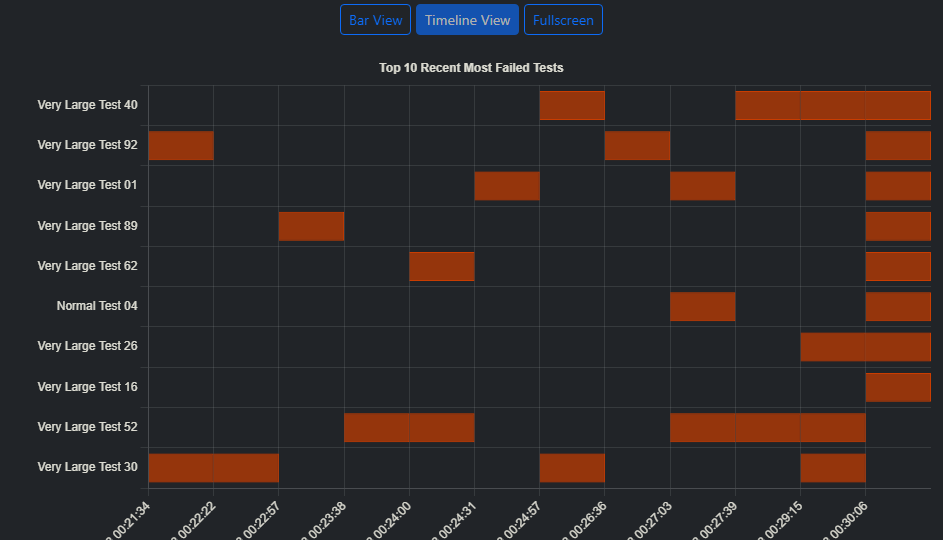 Bar View
Timeline View
Fullscreen
Top 10 Recent Most Failed Tests
Very Large Test 40
Very Large Test 92
Very Large Test 01
Very Large Test 89
Very Large Test 62
Normal Test 04
Very Large Test 26
Very Large Test 16
Very Large Test 52
Very Large Test 30
00:21:34
00:22:22
00:22:57
00:23:38
00:24:00
00:24:31
00:24:57
00:26:36
00:27:03
00:27:39
00:29:15
00:30:06